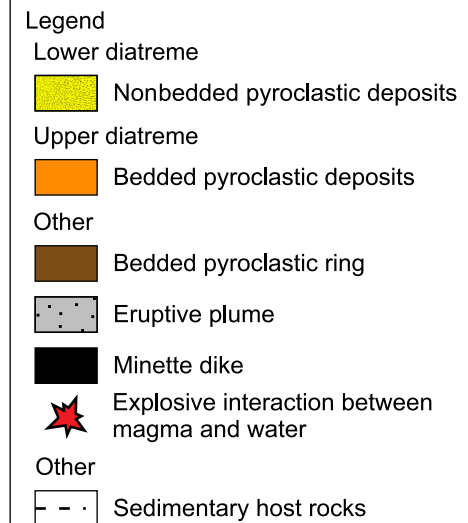 Legend
Lower diatreme
Nonbedded pyroclastic deposits
Upper diatreme
Bedded pyroclastic deposits
Other
Bedded pyroclastic ring
Eruptive plume
Minette dike
Explosive interaction between
magma and water
Other
Sedimentary host rocks